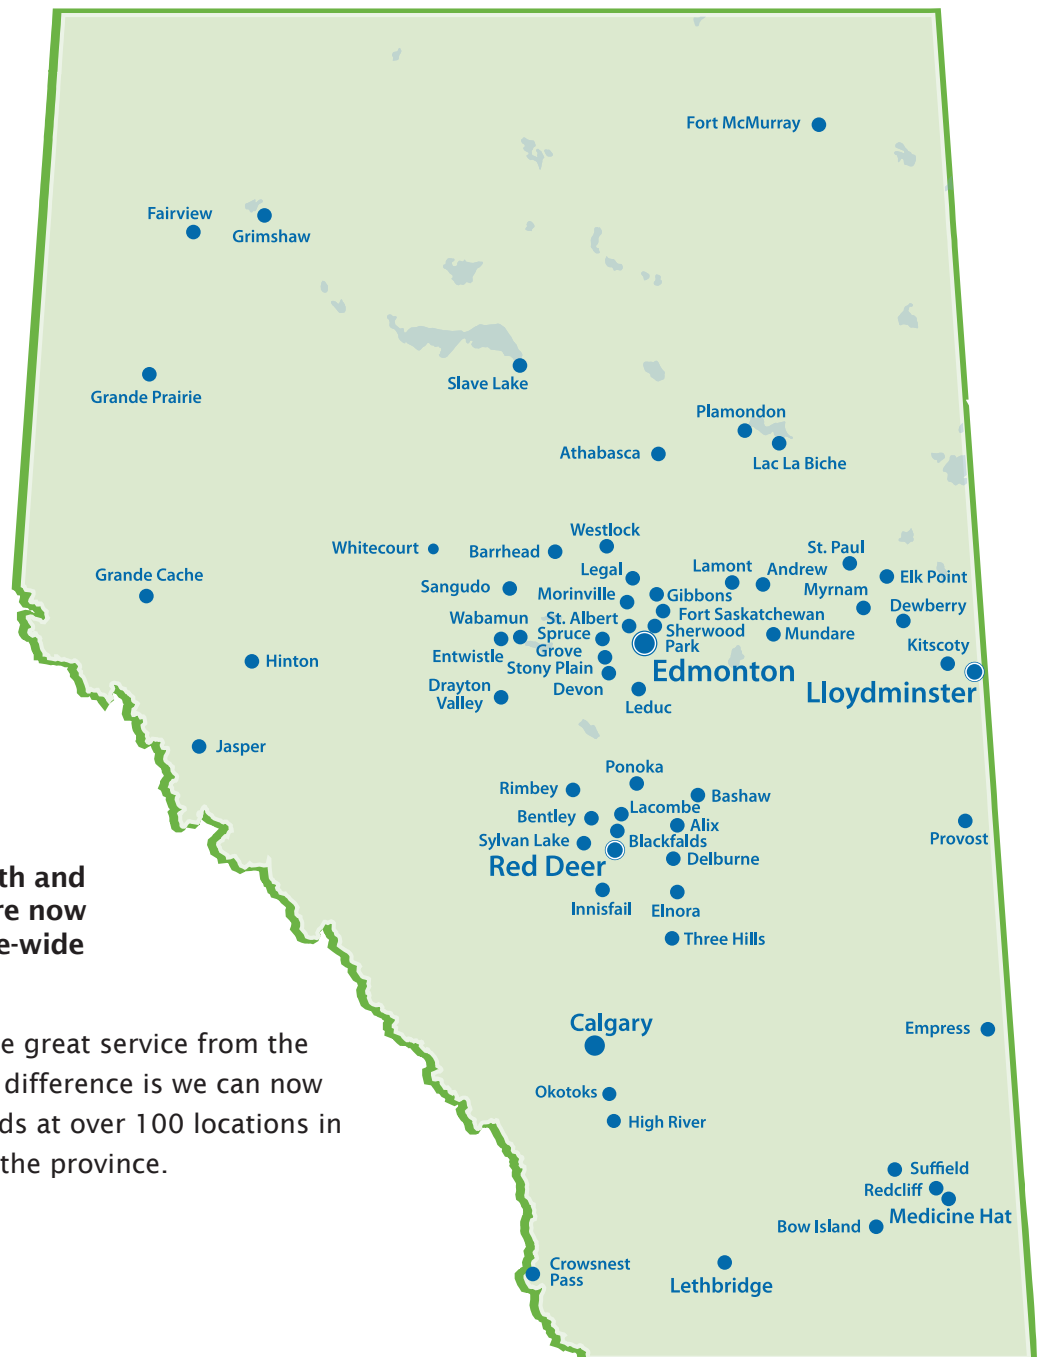 Fort McMurray
Fairview
Grimshaw
Grande Prairie
Slave Lake
Plamondon
Athabasca
Lac La Biche
Westlock
Whitecourt
Barrhead
St. Paul
Legal
Lamont
Andrew
Elk Point
Grande Cache
Sangudo
Morinville
Gibbons
Myrnam
Dewberry
Wabamun
St. Albert
Fort Saskatchewan
Spruce
Grove
Sherwood
Park
Mundare
Kitscoty
Entwistle
Hinton
Stony Plain
Edmonton
Drayton
Valley
Devon
Lloydminster
Leduc
Jasper
Ponoka
Rimbey
Bashaw
Bentley
Lacombe
Alix
Provost
Sylvan Lake
Blackfalds
Red Deer
Delburne
th and
re now
e-wide
Innisfail
Elnora
Three Hills
Calgary
Empress
e great service from the
difference is we can now
ds at over 100 locations in
the province.
Okotoks
High River
Suffield
Redcliff
Medicine Hat
Bow Island
Crowsnest
Pass
Lethbridge